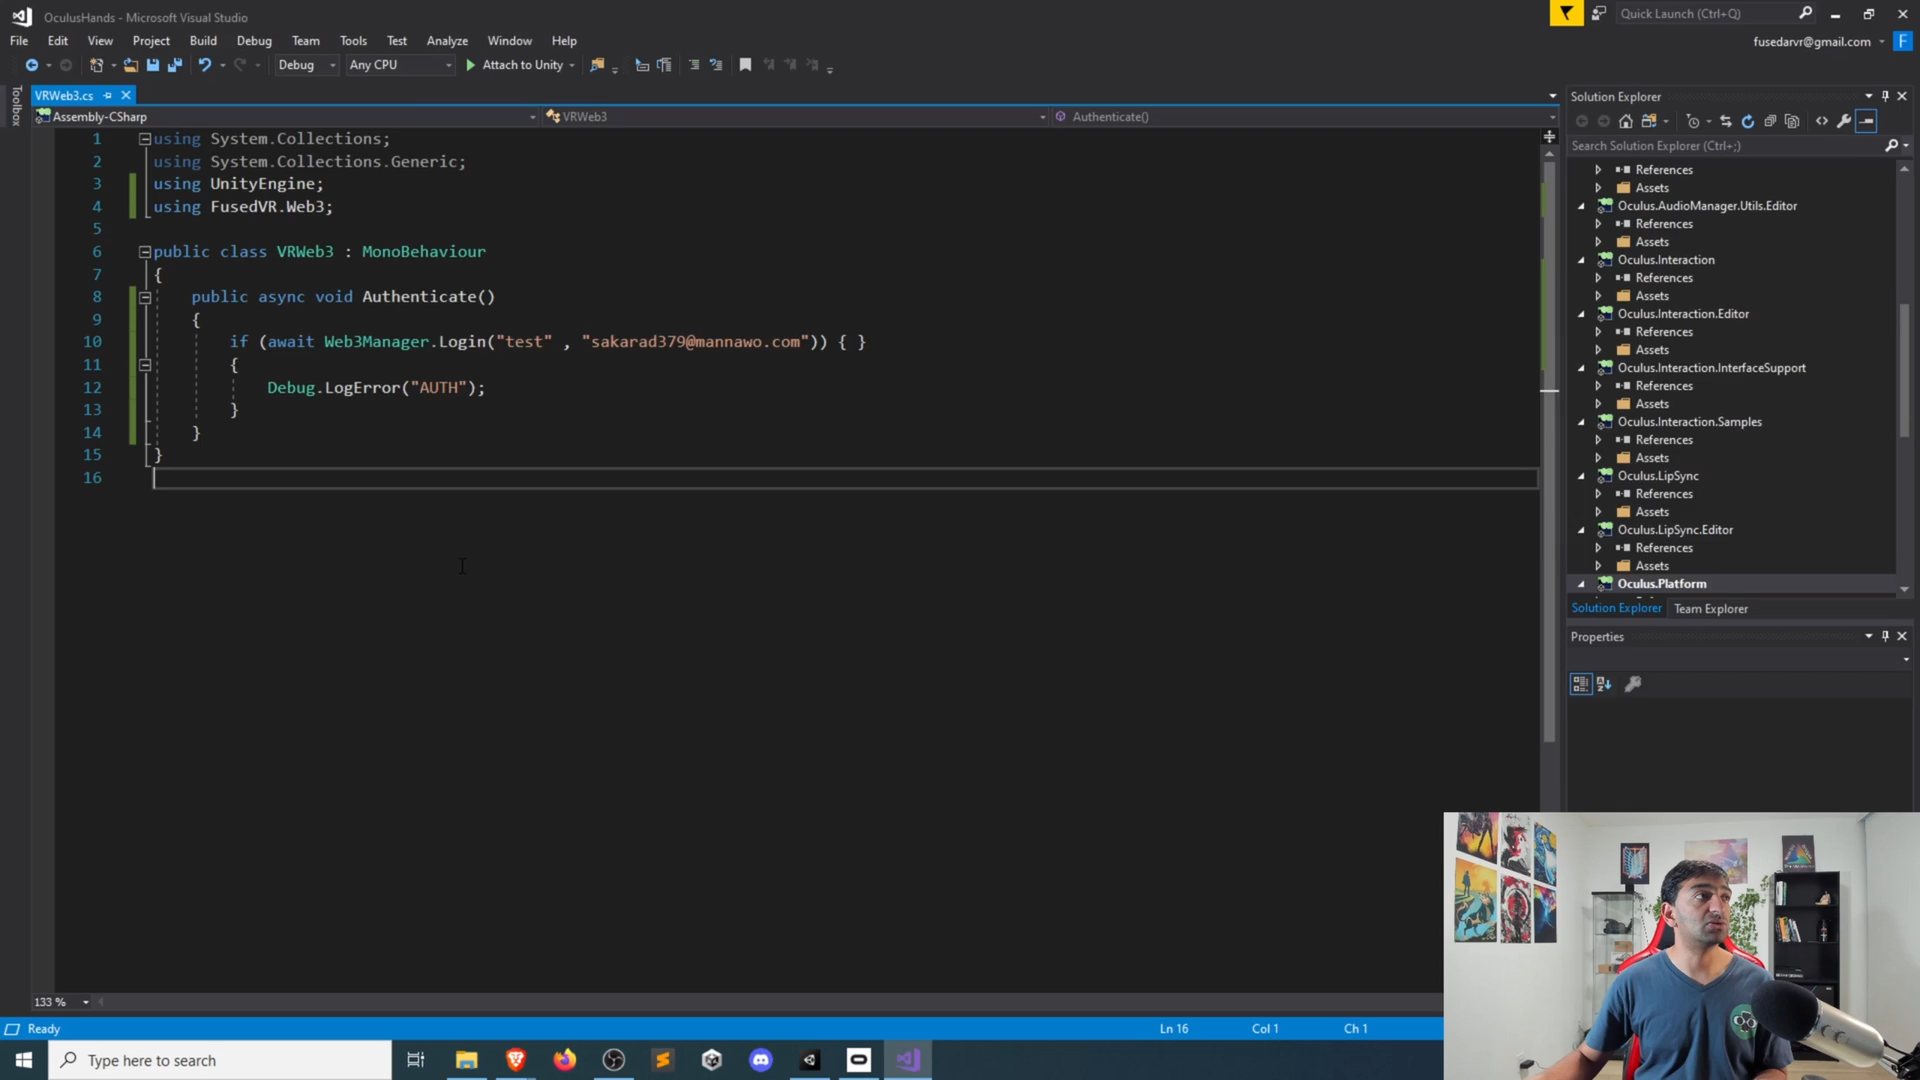 OculusHands - Microsoft Visual Studio
Quick Launch (Ctrl+Q)
File Edit View Project Build Debug Team Tools Test Analyze Window Help
fusedarvr@gmail.com F
Debug Any CPU Attach to Unity
Toolbox
VRWeb3.cs
Assembly-CSharp VRWeb3 Authenticate()
1 using System.Collections;
2 using System.Collections.Generic;
3 using UnityEngine;
4 using FusedVR.Web3;
5
6 public class VRWeb3 : MonoBehaviour
7 {
8 public async void Authenticate()
9 {
10 if (await Web3Manager.Login("test" , "sakarad379@mannawo.com")) { }
11 {
12 Debug.LogError("AUTH");
13 }
14 }
15 }
16
133 %
Solution Explorer
Search Solution Explorer (Ctrl+;)
References
Assets
Oculus.AudioManager.Utils.Editor
References
Assets
Oculus.Interaction
References
Assets
Oculus.Interaction.Editor
References
Assets
Oculus.Interaction.InterfaceSupport
References
Assets
Oculus.Interaction.Samples
References
Assets
Oculus.LipSync
References
Assets
Oculus.LipSync.Editor
References
Assets
Oculus.Platform
Solution Explorer Team Explorer
Properties
Ready Ln 16 Col 1 Ch 1
Type here to search